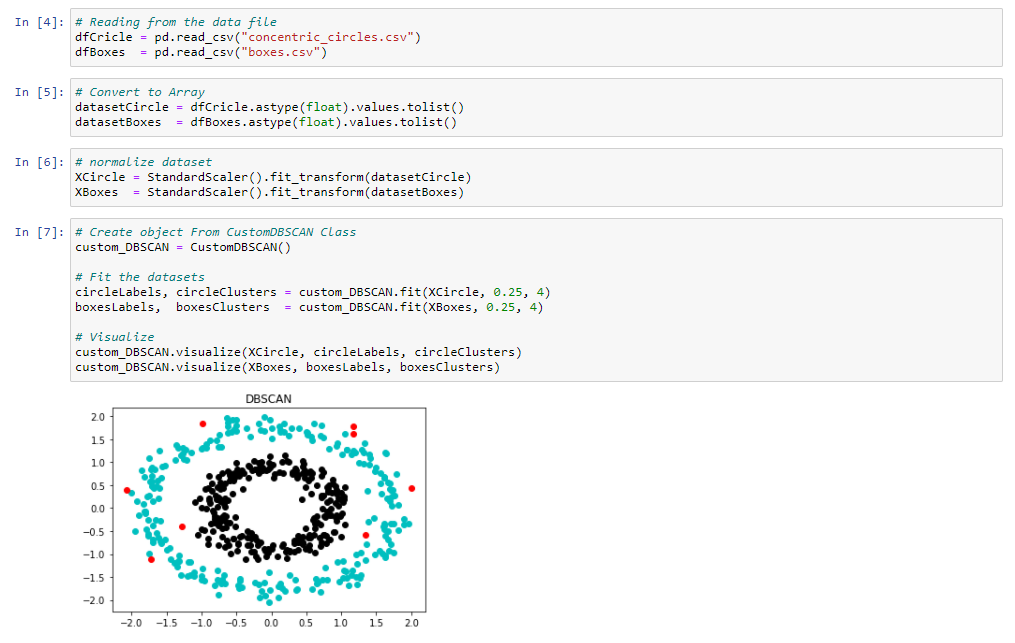 In [4]: # Reading from the data file
dfCricle = pd.read_csv("concentric_circles.csv")
dfBoxes  = pd.read_csv("boxes.csv")
In [5]: # Convert to Array
datasetCircle = dfCricle.astype(float).values.tolist()
datasetBoxes  = dfBoxes.astype(float).values.tolist()
In [6]: # normalize dataset
XCircle = StandardScaler().fit_transform(datasetCircle)
XBoxes  = StandardScaler().fit_transform(datasetBoxes)
In [7]: # Create object From CustomDBSCAN Class
custom_DBSCAN = CustomDBSCAN()
# Fit the datasets
circleLabels, circleClusters = custom_DBSCAN.fit(XCircle, 0.25, 4)
boxesLabels,  boxesClusters  = custom_DBSCAN.fit(XBoxes, 0.25, 4)
# Visualize
custom_DBSCAN.visualize(XCircle, circleLabels, circleClusters)
custom_DBSCAN.visualize(XBoxes, boxesLabels, boxesClusters)
DBSCAN
2.0
1.5
1.0
0.5
0.0
−0.5
−1.0
−1.5
−2.0
−2.0 −1.5 −1.0 −0.5 0.0 0.5 1.0 1.5 2.0